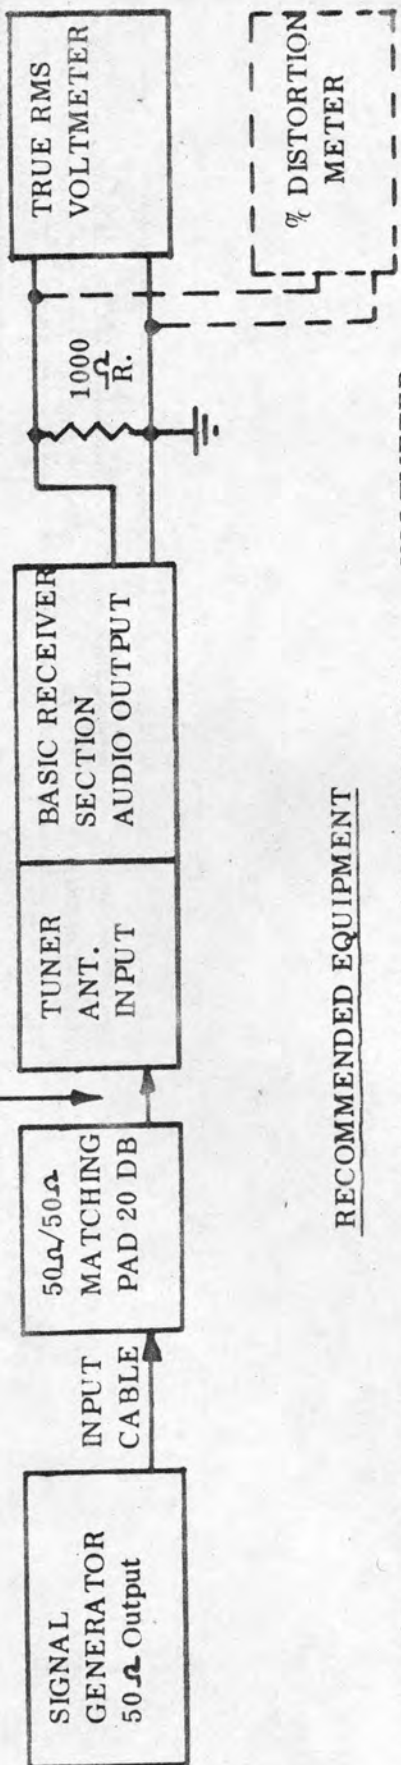 SIGNAL
GENERATOR
50Ω Output
INPUT
CABLE
50Ω/50Ω
MATCHING
PAD 20 DB
TUNER
ANT.
INPUT
BASIC RECEIVER
SECTION
AUDIO OUTPUT
1000
Ω
R.
TRUE RMS
VOLTMETER
% DISTORTION
METER
RECOMMENDED EQUIPMENT